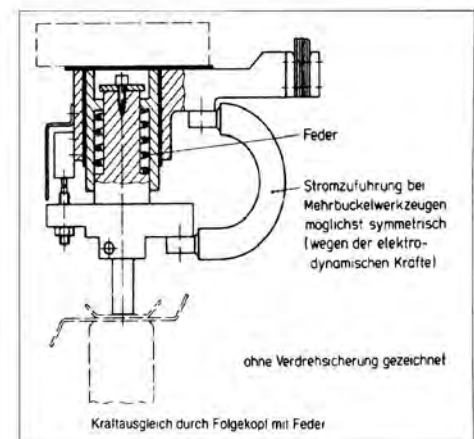 Feder
Stromzuführung bei
Mehrbuckelwerkzeugen
möglichst symmetrisch
(wegen der elektro-
dynamischen Kräfte)
ohne Verdrehsicherung gezeichnet
Kraftausgleich durch Folgekopf mit Feder